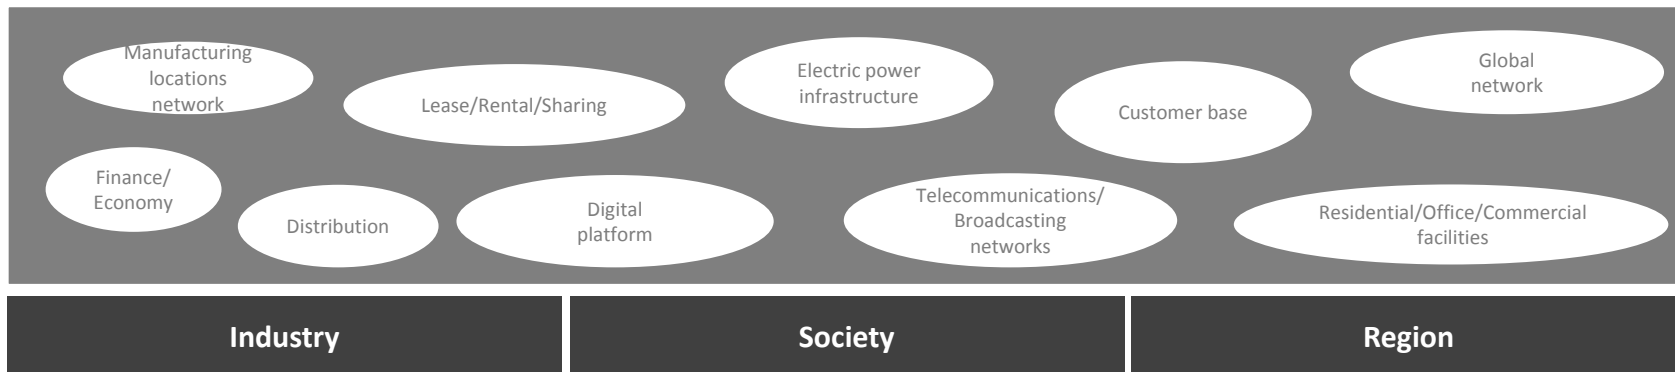 Manufacturing
locations
network
Lease/Rental/Sharing
Electric power
infrastructure
Customer base
Global
network
Finance/
Economy
Distribution
Digital
platform
Telecommunications/
Broadcasting
networks
Residential/Office/Commercial
facilities
Industry
Society
Region